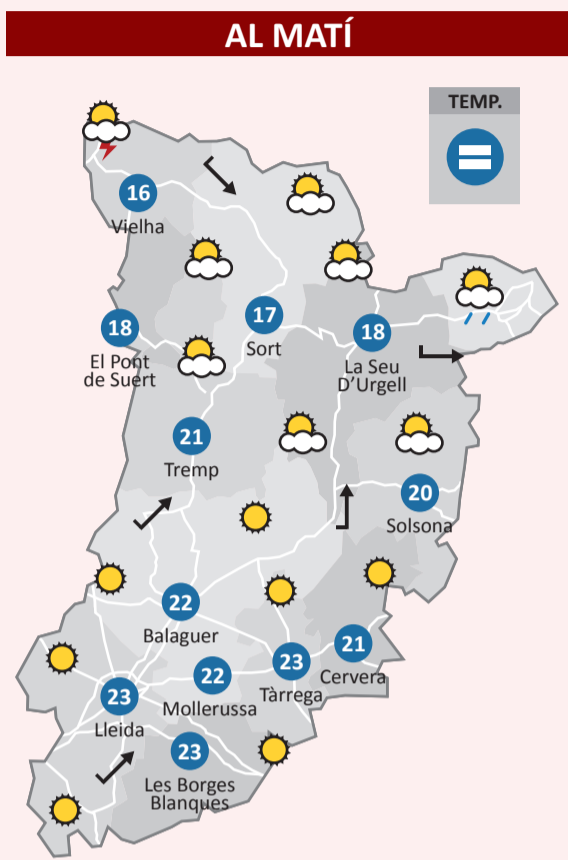 AL MATÍ
TEMP.
16
Vielha
18
El Pont
de Suert
17
Sort
18
La Seu
D'Urgell
21
Tremp
20
Solsona
22
Balaguer
21
Cervera
23
Tàrrega
22
Mollerussa
23
Lleida
23
Les Borges
Blanques